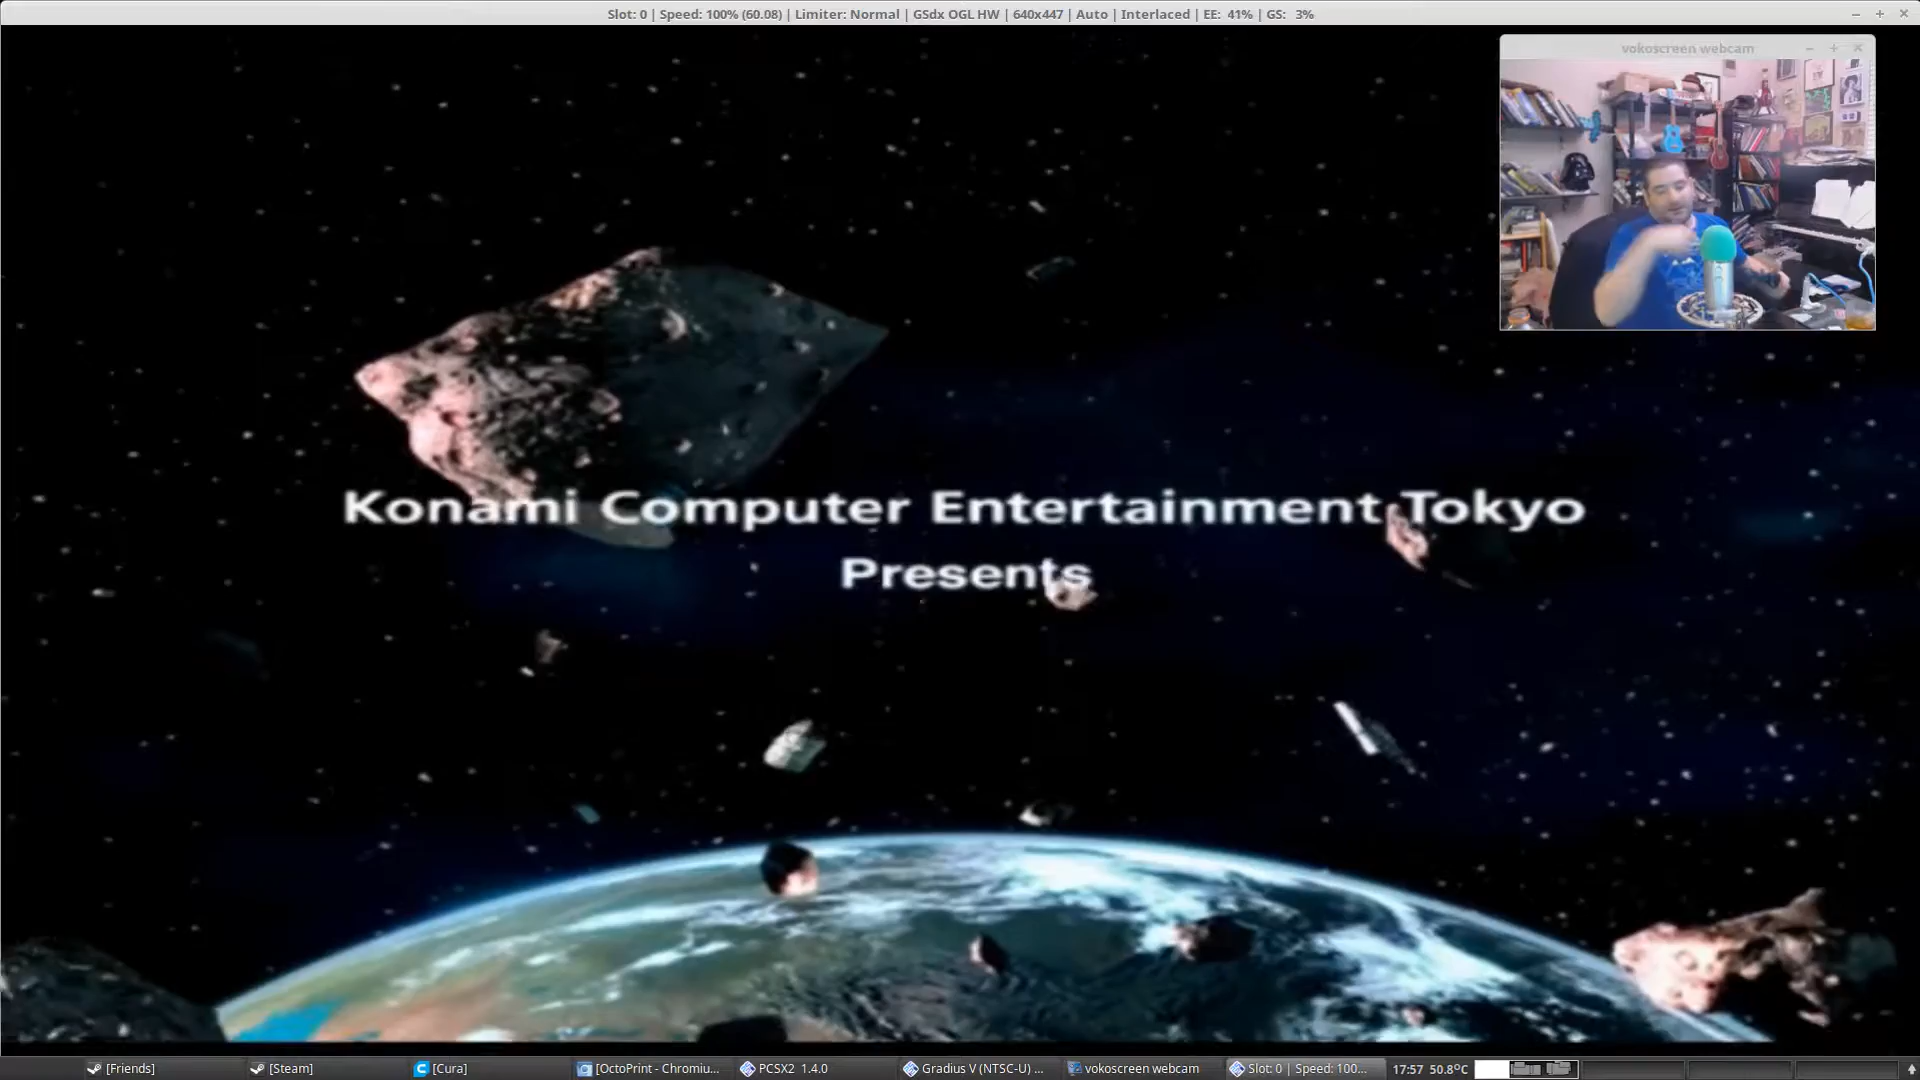 Slot: 0 | Speed: 100% (60.08) | Limiter: Normal | GSdx OGL HW | 640x447 | Auto | Interlaced | EE: 41% | GS: 3%
vokoscreen webcam
Konami Computer Entertainment Tokyo
Presents
[Friends] [Steam] [Cura] [OctoPrint - Chromiu... PCSX2 1.4.0 Gradius V (NTSC-U) ... vokoscreen webcam Slot: 0 | Speed: 100... 17:57 50.8°C